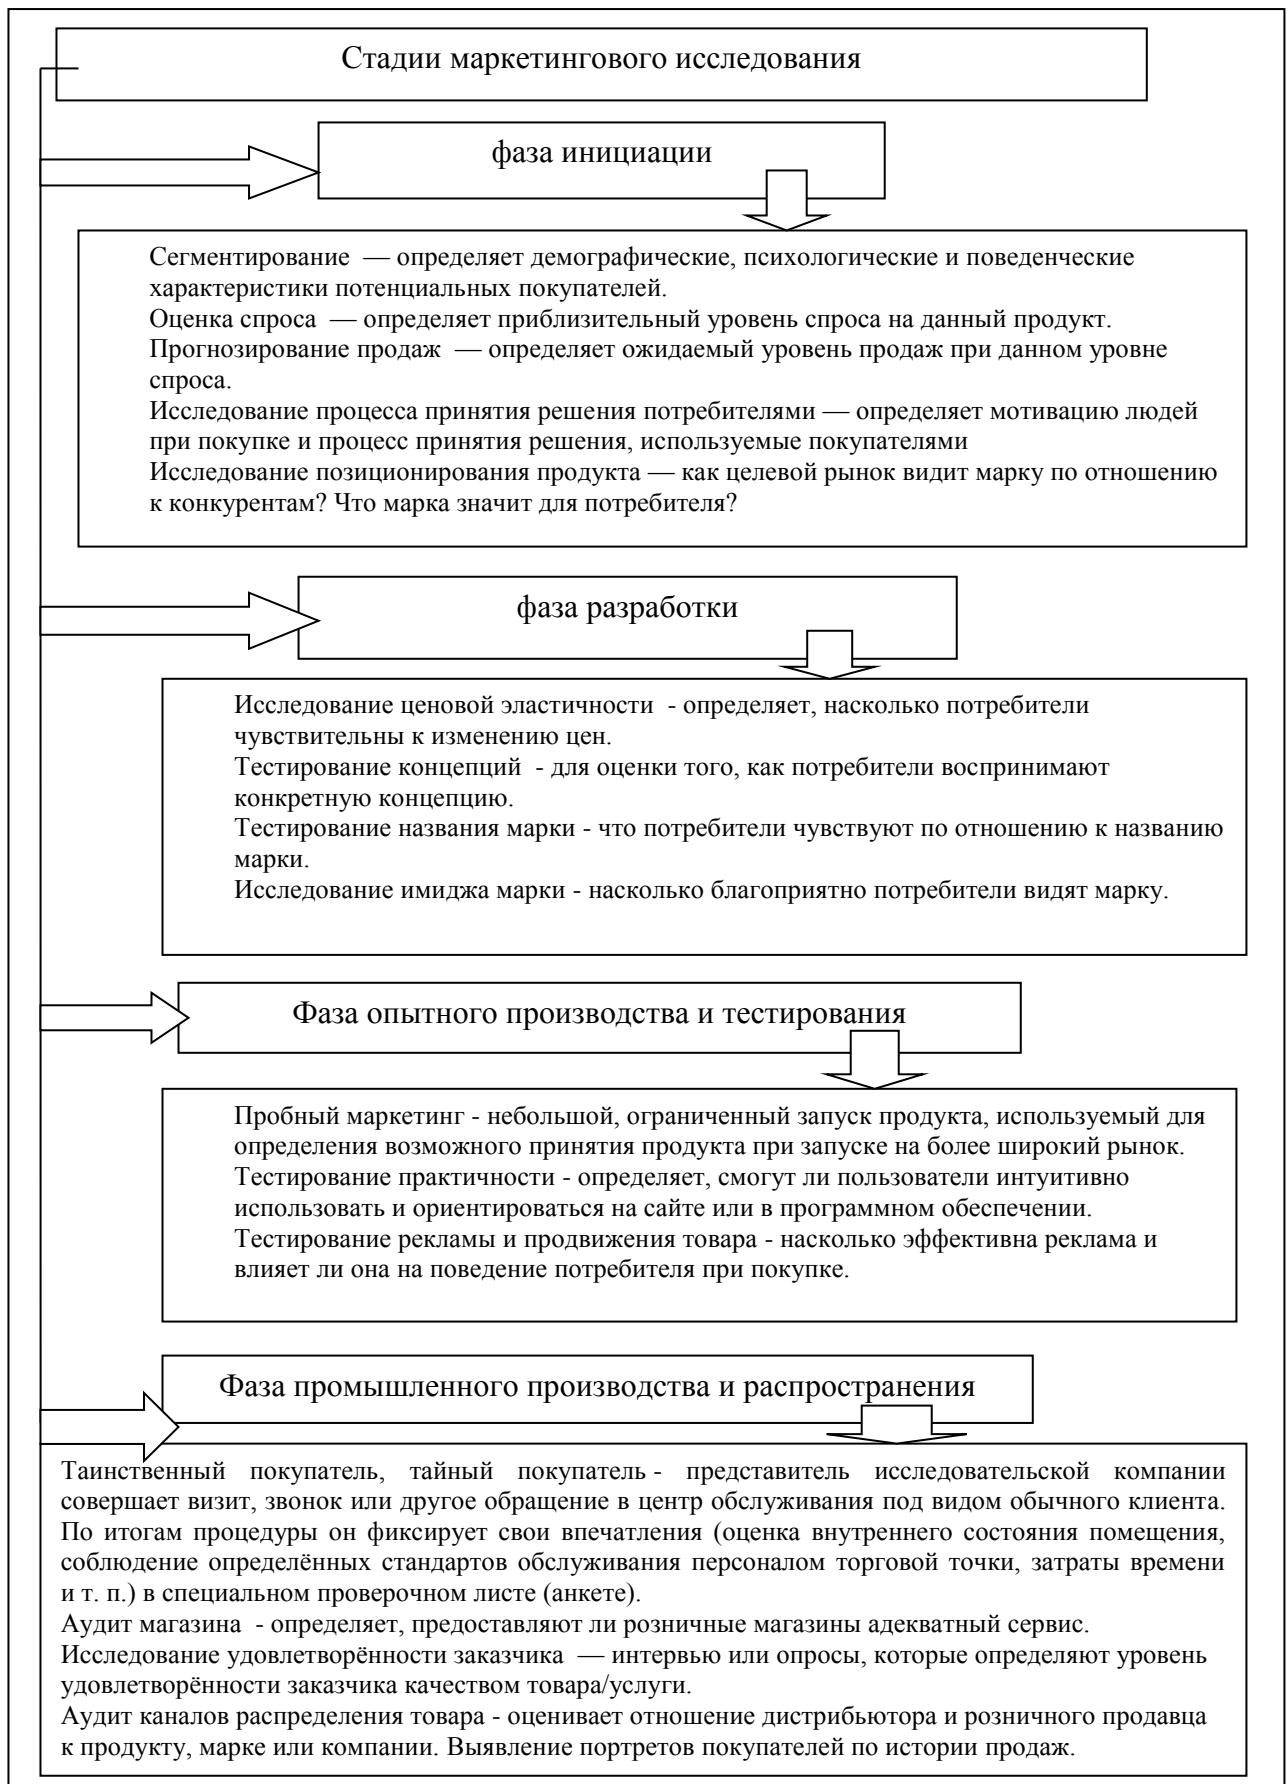 Стадии маркетингового исследования
фаза инициации
Сегментирование — определяет демографические, психологические и поведенческие
характеристики потенциальных покупателей.
Оценка спроса — определяет приблизительный уровень спроса на данный продукт.
Прогнозирование продаж — определяет ожидаемый уровень продаж при данном уровне
спроса.
Исследование процесса принятия решения потребителями — определяет мотивацию людей
при покупке и процесс принятия решения, используемые покупателями
Исследование позиционирования продукта — как целевой рынок видит марку по отношению
к конкурентам? Что марка значит для потребителя?
фаза разработки
Исследование ценовой эластичности - определяет, насколько потребители
чувствительны к изменению цен.
Тестирование концепций - для оценки того, как потребители воспринимают
конкретную концепцию.
Тестирование названия марки - что потребители чувствуют по отношению к названию
марки.
Исследование имиджа марки - насколько благоприятно потребители видят марку.
Фаза опытного производства и тестирования
Пробный маркетинг - небольшой, ограниченный запуск продукта, используемый для
определения возможного принятия продукта при запуске на более широкий рынок.
Тестирование практичности - определяет, смогут ли пользователи интуитивно
использовать и ориентироваться на сайте или в программном обеспечении.
Тестирование рекламы и продвижения товара - насколько эффективна реклама и
влияет ли она на поведение потребителя при покупке.
Фаза промышленного производства и распространения
Таинственный покупатель, тайный покупатель - представитель исследовательской компании
совершает визит, звонок или другое обращение в центр обслуживания под видом обычного клиента.
По итогам процедуры он фиксирует свои впечатления (оценка внутреннего состояния помещения,
соблюдение определённых стандартов обслуживания персоналом торговой точки, затраты времени
и т. п.) в специальном проверочном листе (анкете).
Аудит магазина - определяет, предоставляют ли розничные магазины адекватный сервис.
Исследование удовлетворённости заказчика — интервью или опросы, которые определяют уровень
удовлетворённости заказчика качеством товара/услуги.
Аудит каналов распределения товара - оценивает отношение дистрибьютора и розничного продавца
к продукту, марке или компании. Выявление портретов покупателей по истории продаж.